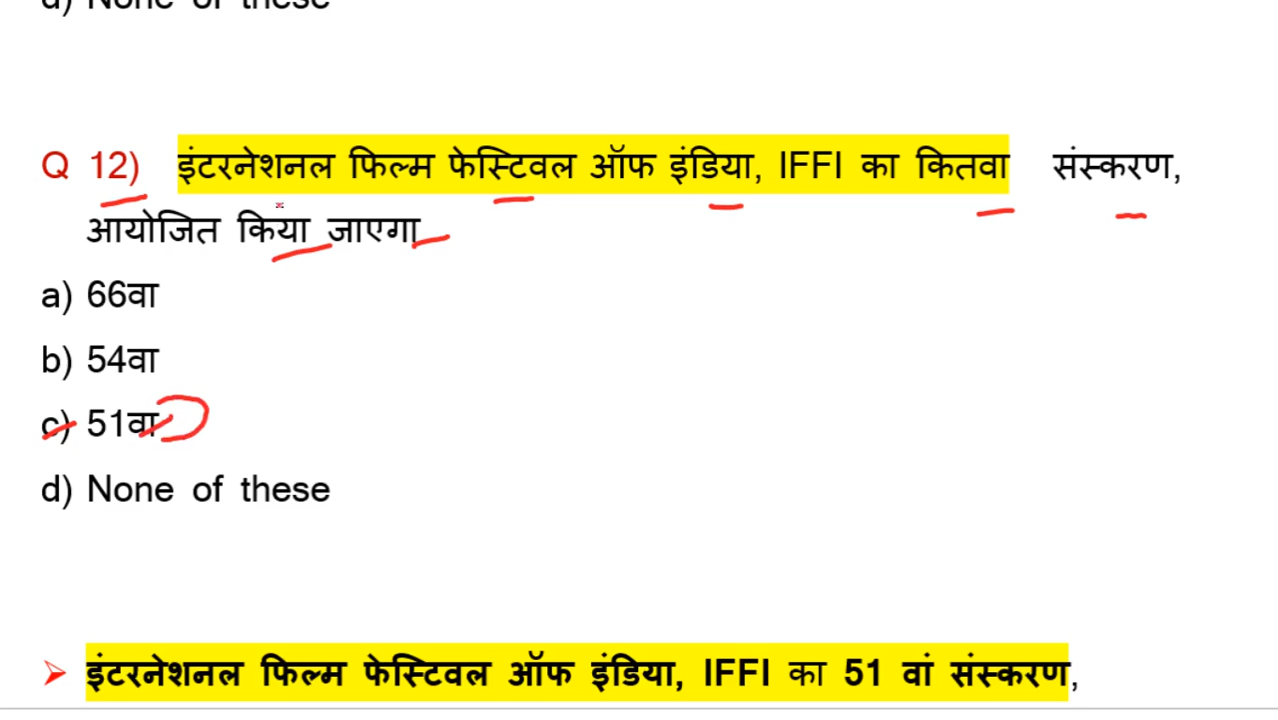 d) None of these
Q 12) इंटरनेशनल फिल्म फेस्टिवल ऑफ इंडिया, IFFI का कितवा संस्करण,
आयोजित किया जाएगा
a) 66वा
b) 54वा
c) 51वा
d) None of these
➢ इंटरनेशनल फिल्म फेस्टिवल ऑफ इंडिया, IFFI का 51 वां संस्करण,